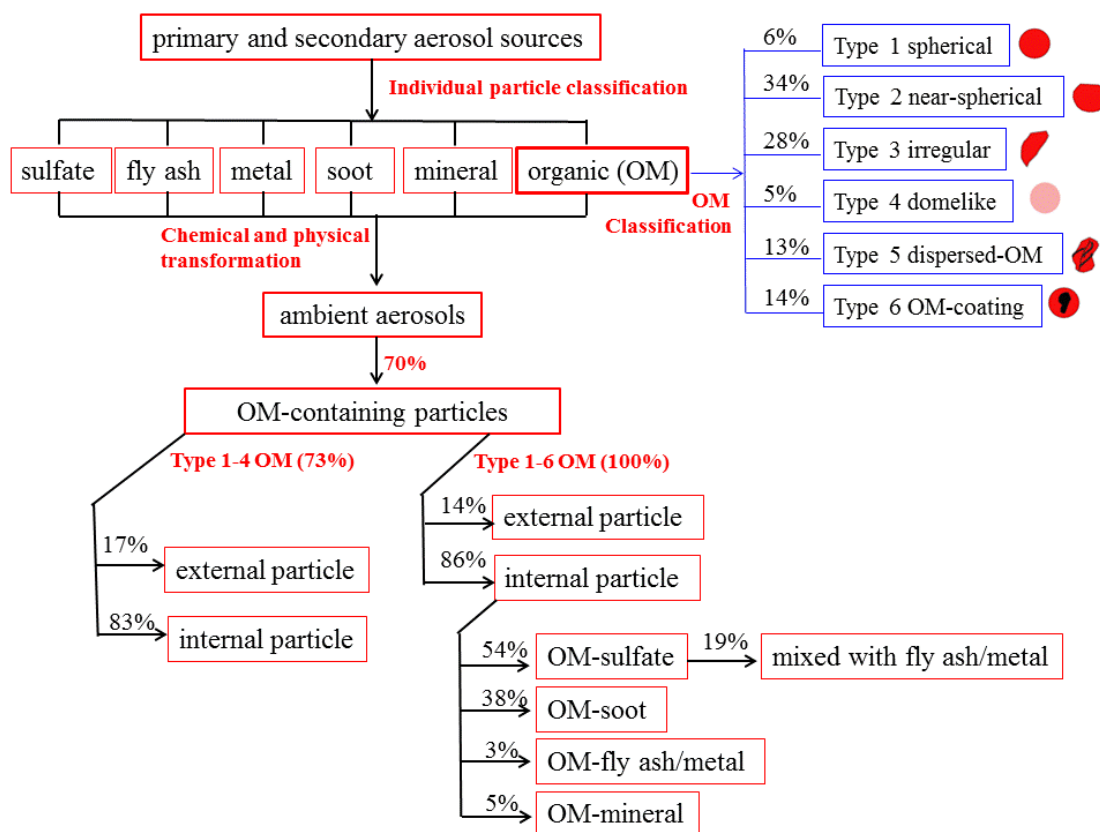 primary and secondary aerosol sources
Individual particle classification
sulfate
fly ash
metal
soot
mineral
organic (OM)
OM
Classification
6%
Type 1 spherical
34%
Type 2 near-spherical
28%
Type 3 irregular
5%
Type 4 domelike
13%
Type 5 dispersed-OM
14%
Type 6 OM-coating
Chemical and physical
transformation
ambient aerosols
70%
OM-containing particles
Type 1-4 OM (73%)
17%
external particle
83%
internal particle
Type 1-6 OM (100%)
14%
external particle
86%
internal particle
54%
OM-sulfate
19%
mixed with fly ash/metal
38%
OM-soot
3%
OM-fly ash/metal
5%
OM-mineral